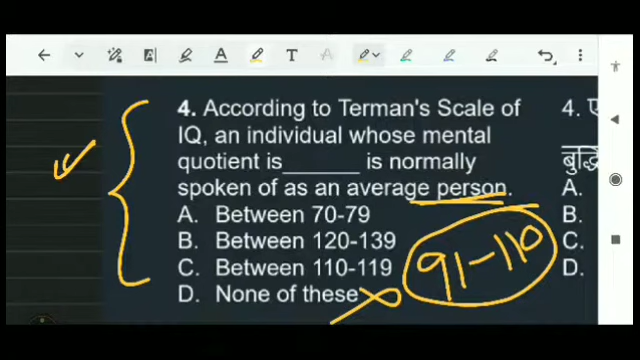 4. According to Terman's Scale of
IQ, an individual whose mental
quotient is______ is normally
spoken of as an average person.
A. Between 70-79
B. Between 120-139
C. Between 110-119
D. None of these
91-110
4.
बुद्धि
A.
B.
C.
D.
T
A